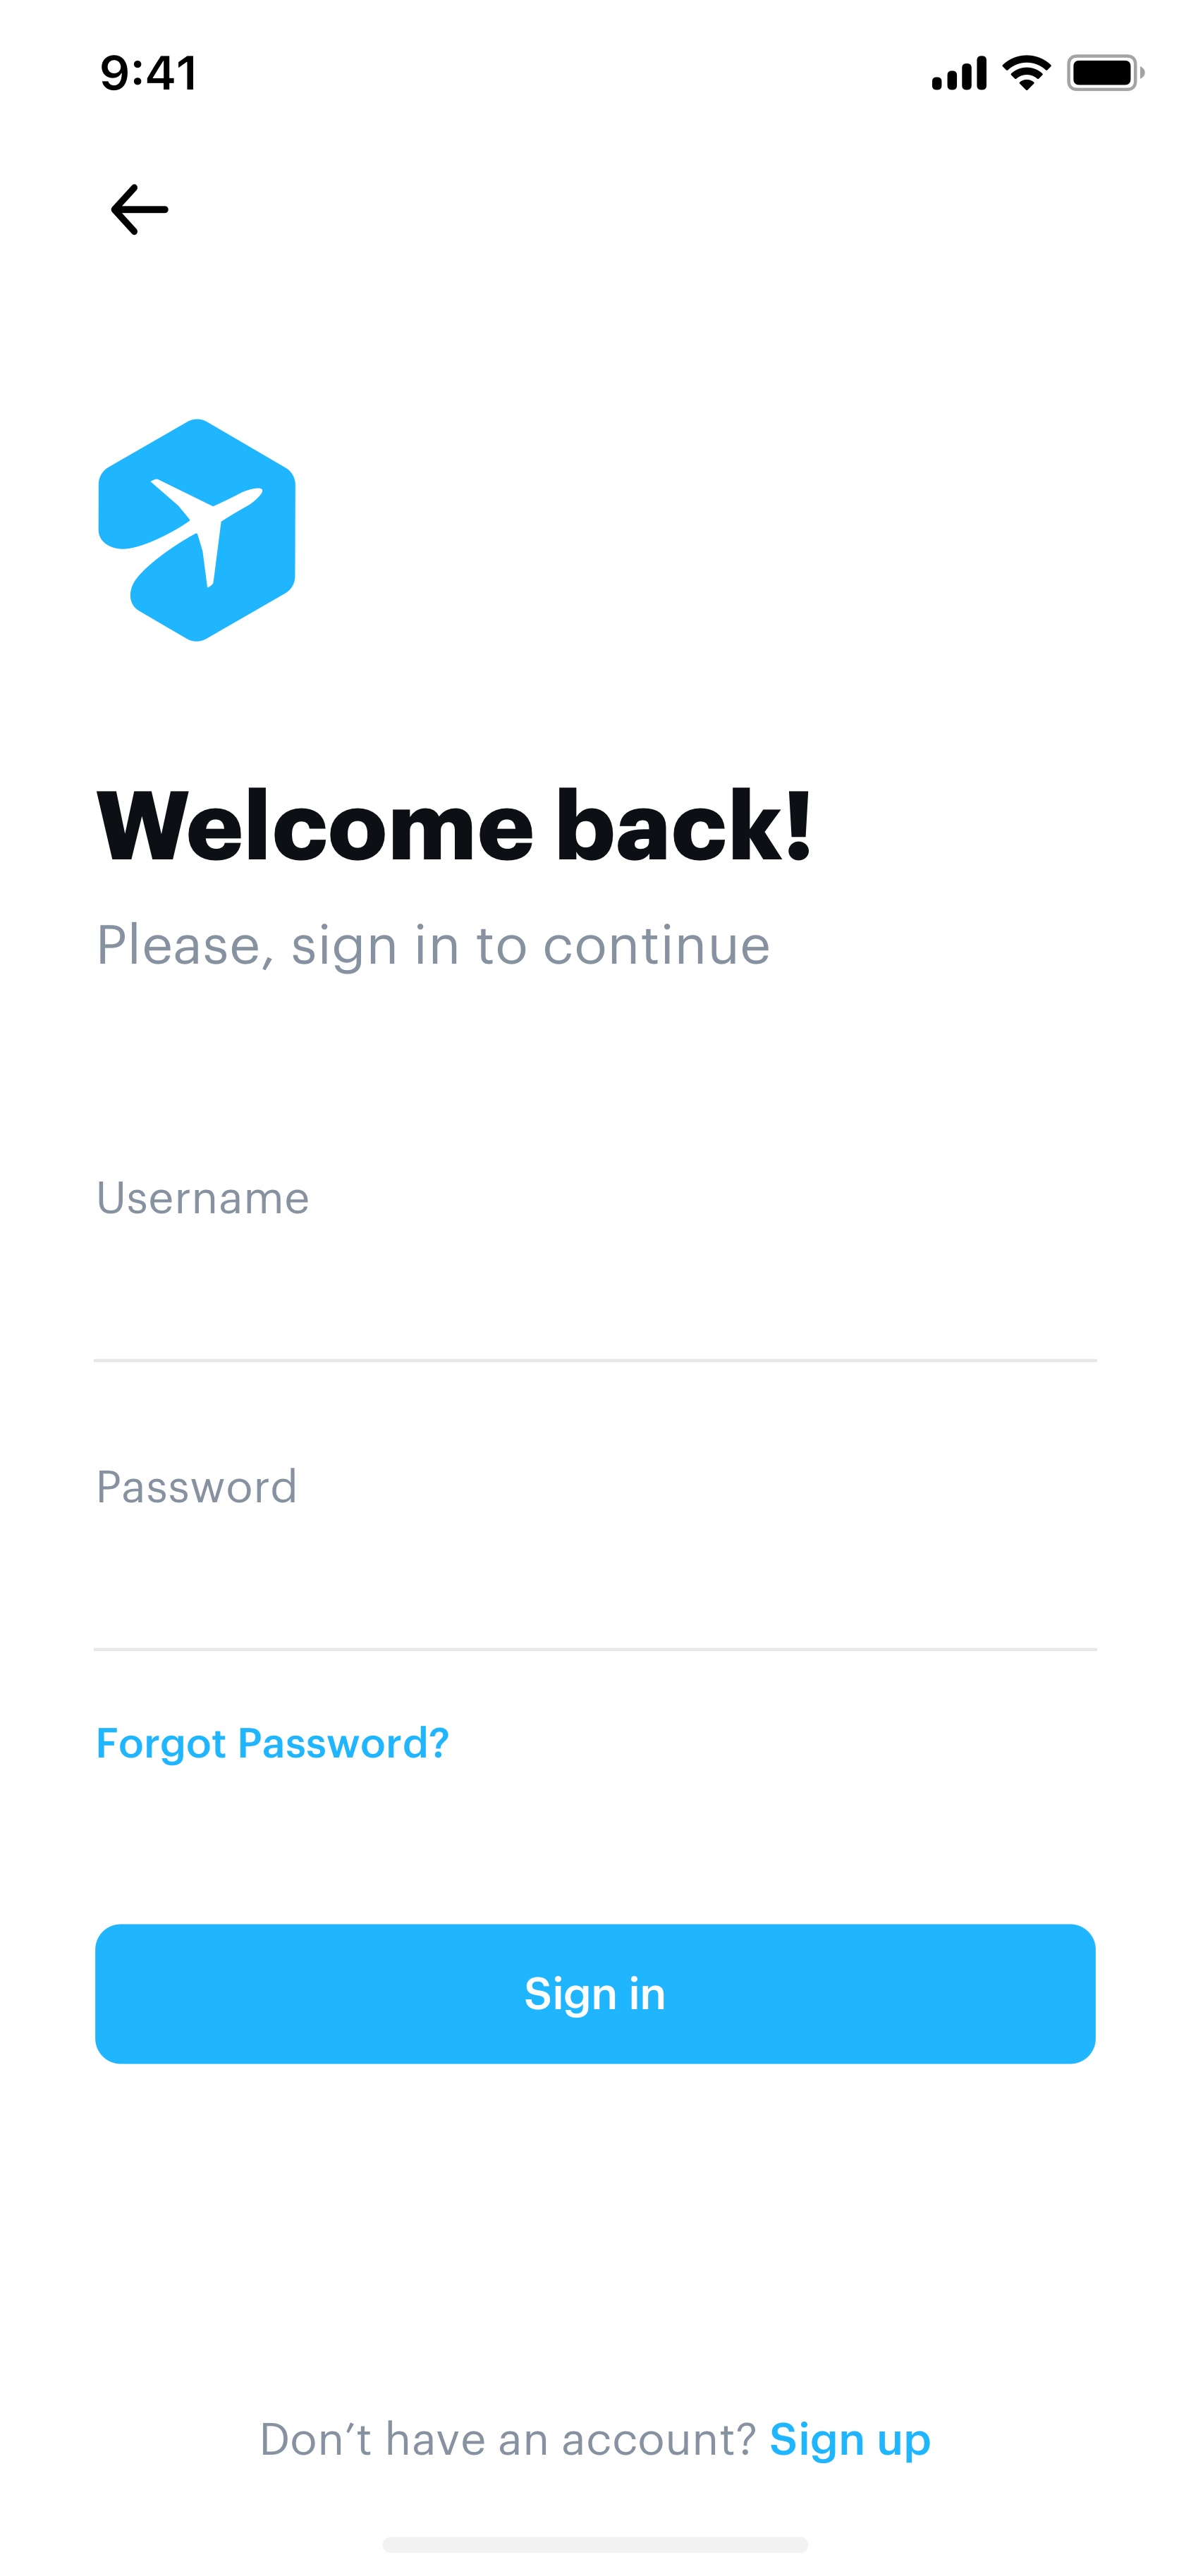 9:41
Welcome back!
Please, sign in to continue
Username
Password
Forgot Password?
Sign in
Don′t have an account? Sign up